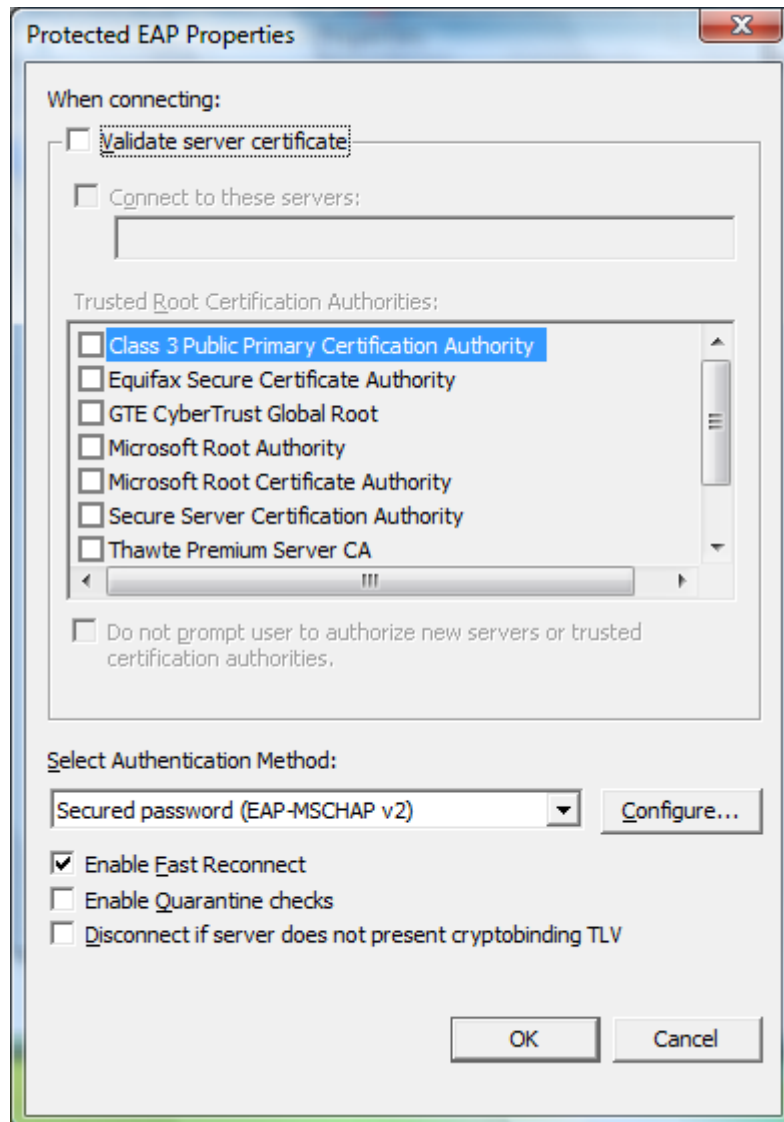 Protected EAP Properties
When connecting:
Validate server certificate
Connect to these servers:
Trusted Root Certification Authorities:
Class 3 Public Primary Certification Authority
Equifax Secure Certificate Authority
GTE CyberTrust Global Root
Microsoft Root Authority
Microsoft Root Certificate Authority
Secure Server Certification Authority
Thawte Premium Server CA
Do not prompt user to authorize new servers or trusted
certification authorities.
Select Authentication Method:
Secured password (EAP-MSCHAP v2)
Configure...
Enable Fast Reconnect
Enable Quarantine checks
Disconnect if server does not present cryptobinding TLV
OK
Cancel